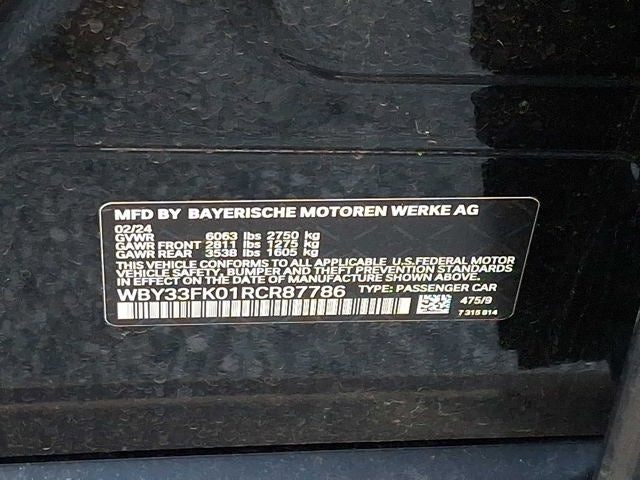 MFD BY BAYERISCHE MOTOREN WERKE AG
02/24
GVWR 6063 lbs 2750 kg
GAWR FRONT 2811 lbs 1275 kg
GAWR REAR 3538 lbs 1605 kg
THIS VEHICLE CONFORMS TO ALL APPLICABLE U.S.FEDERAL MOTOR
VEHICLE SAFETY, BUMPER, AND THEFT PREVENTION STANDARDS
IN EFFECT ON THE DATE OF MANUFACTURE SHOWN ABOVE.
WBY33FK01RCR87786 TYPE: PASSENGER CAR
475/9
7 315 814